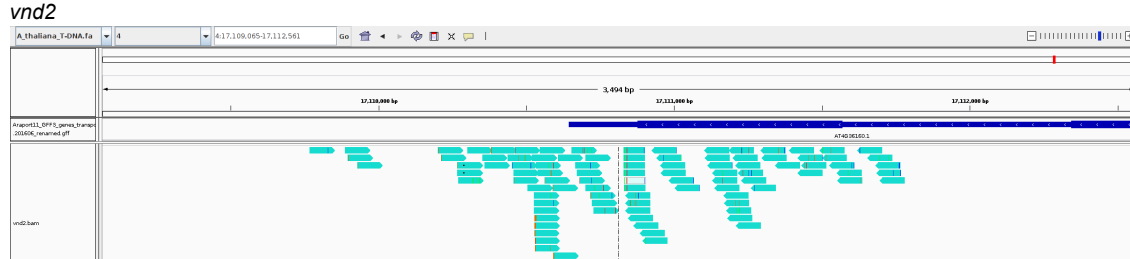 vnd2
A_thaliana_T-DNA.fa 4 4:17,109,065-17,112,561 Go
3,494 bp
17,110,000 bp 17,111,000 bp 17,112,000 bp
Araport11_GFF3_genes_transpo
201606_renamed.gff
AT4G36160.1
vnd2.bam